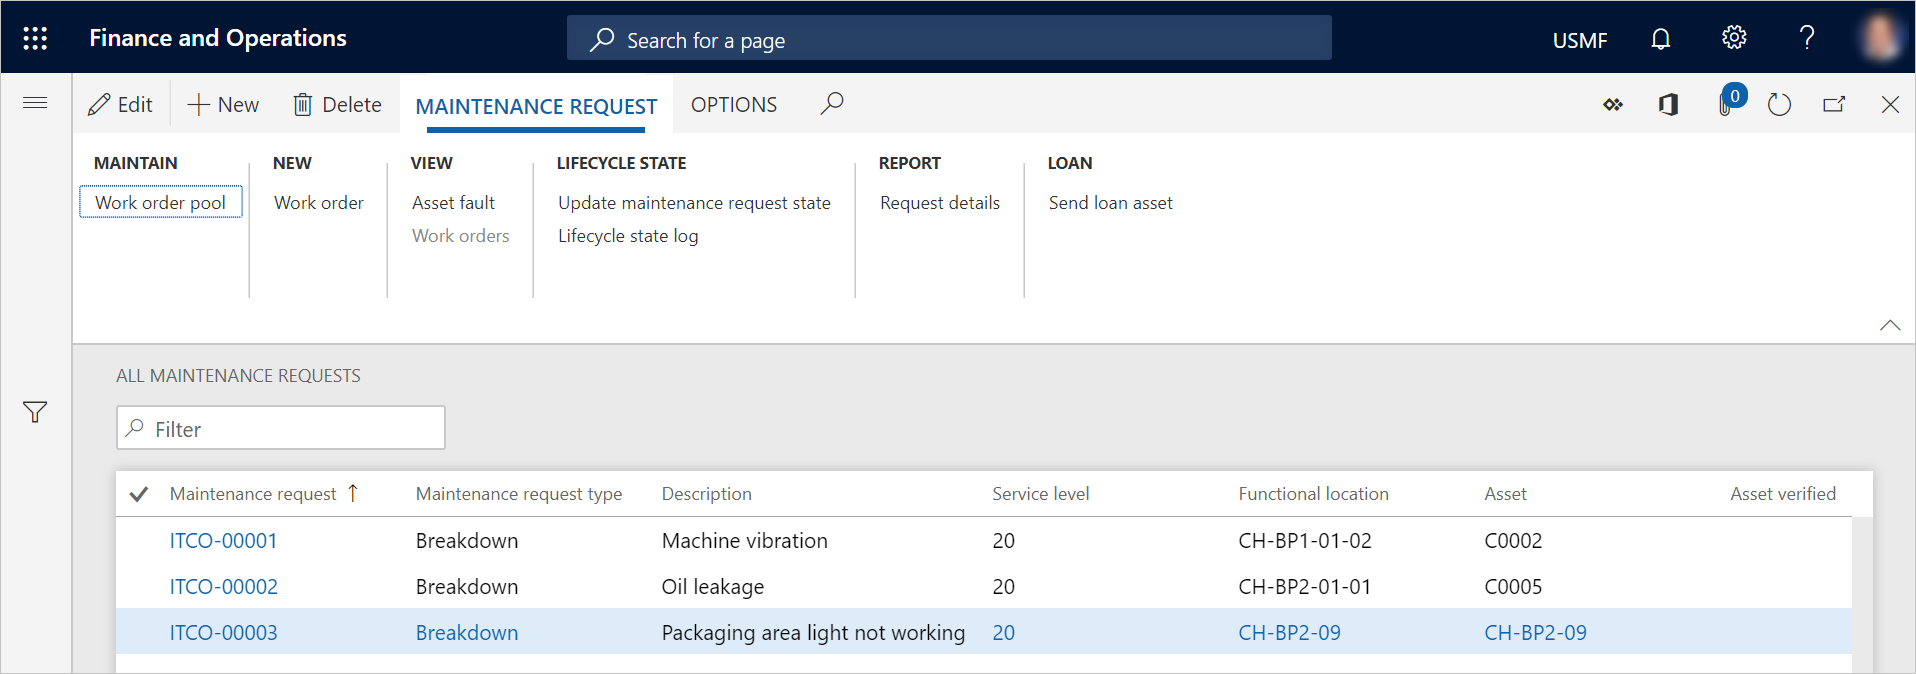 Finance and Operations
Search for a page
USMF
?
Edit
New
Delete
MAINTENANCE REQUEST
OPTIONS
0
MAINTAIN
Work order pool
NEW
Work order
VIEW
Asset fault
Work orders
LIFECYCLE STATE
Update maintenance request state
Lifecycle state log
REPORT
Request details
LOAN
Send loan asset
ALL MAINTENANCE REQUESTS
Filter
Maintenance request ↑ Maintenance request type Description Service level Functional location Asset Asset verified
ITCO-00001 Breakdown Machine vibration 20 CH-BP1-01-02 C0002
ITCO-00002 Breakdown Oil leakage 20 CH-BP2-01-01 C0005
ITCO-00003 Breakdown Packaging area light not working 20 CH-BP2-09 CH-BP2-09